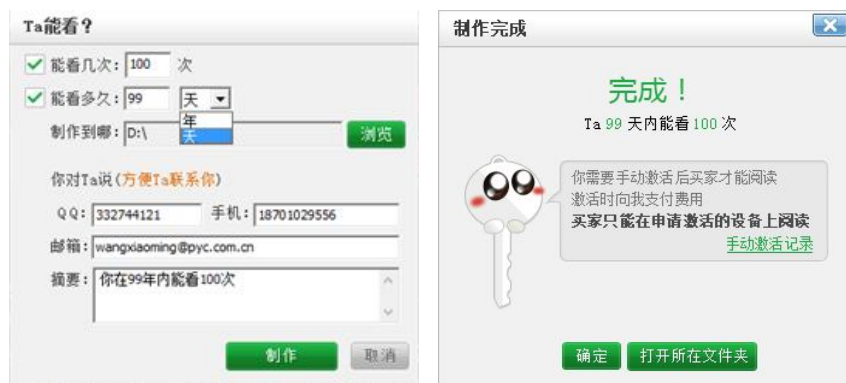 Ta能看？
能看几次：100 次
能看多久：99 天
年
天
制作到哪：D:\ 浏览
你对Ta说(方便Ta联系你)
QQ：332744121 手机：18701029556
邮箱：wangxiaoming@pyc.com.cn
摘要：你在99年内能看100次
制作 取消
制作完成
完成！
Ta 99 天内能看 100 次
你需要手动激活后买家才能阅读
激活时向我支付费用
买家只能在申请激活的设备上阅读
手动激活记录
确定 打开所在文件夹